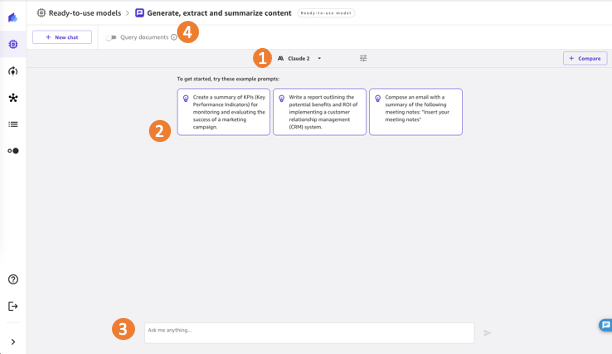 Ready-to-use models > Generate, extract and summarize content Ready-to-use model
+ New chat Query documents 4
1 Claude 2 + Compare
To get started, try these example prompts:
Create a summary of KPIs (Key
Performance Indicators) for
monitoring and evaluating the
success of a marketing
campaign.
Write a report outlining the
potential benefits and ROI of
implementing a customer
relationship management
(CRM) system.
Compose an email with a
summary of the following
meeting notes: "insert your
meeting notes"
2
3 Ask me anything...